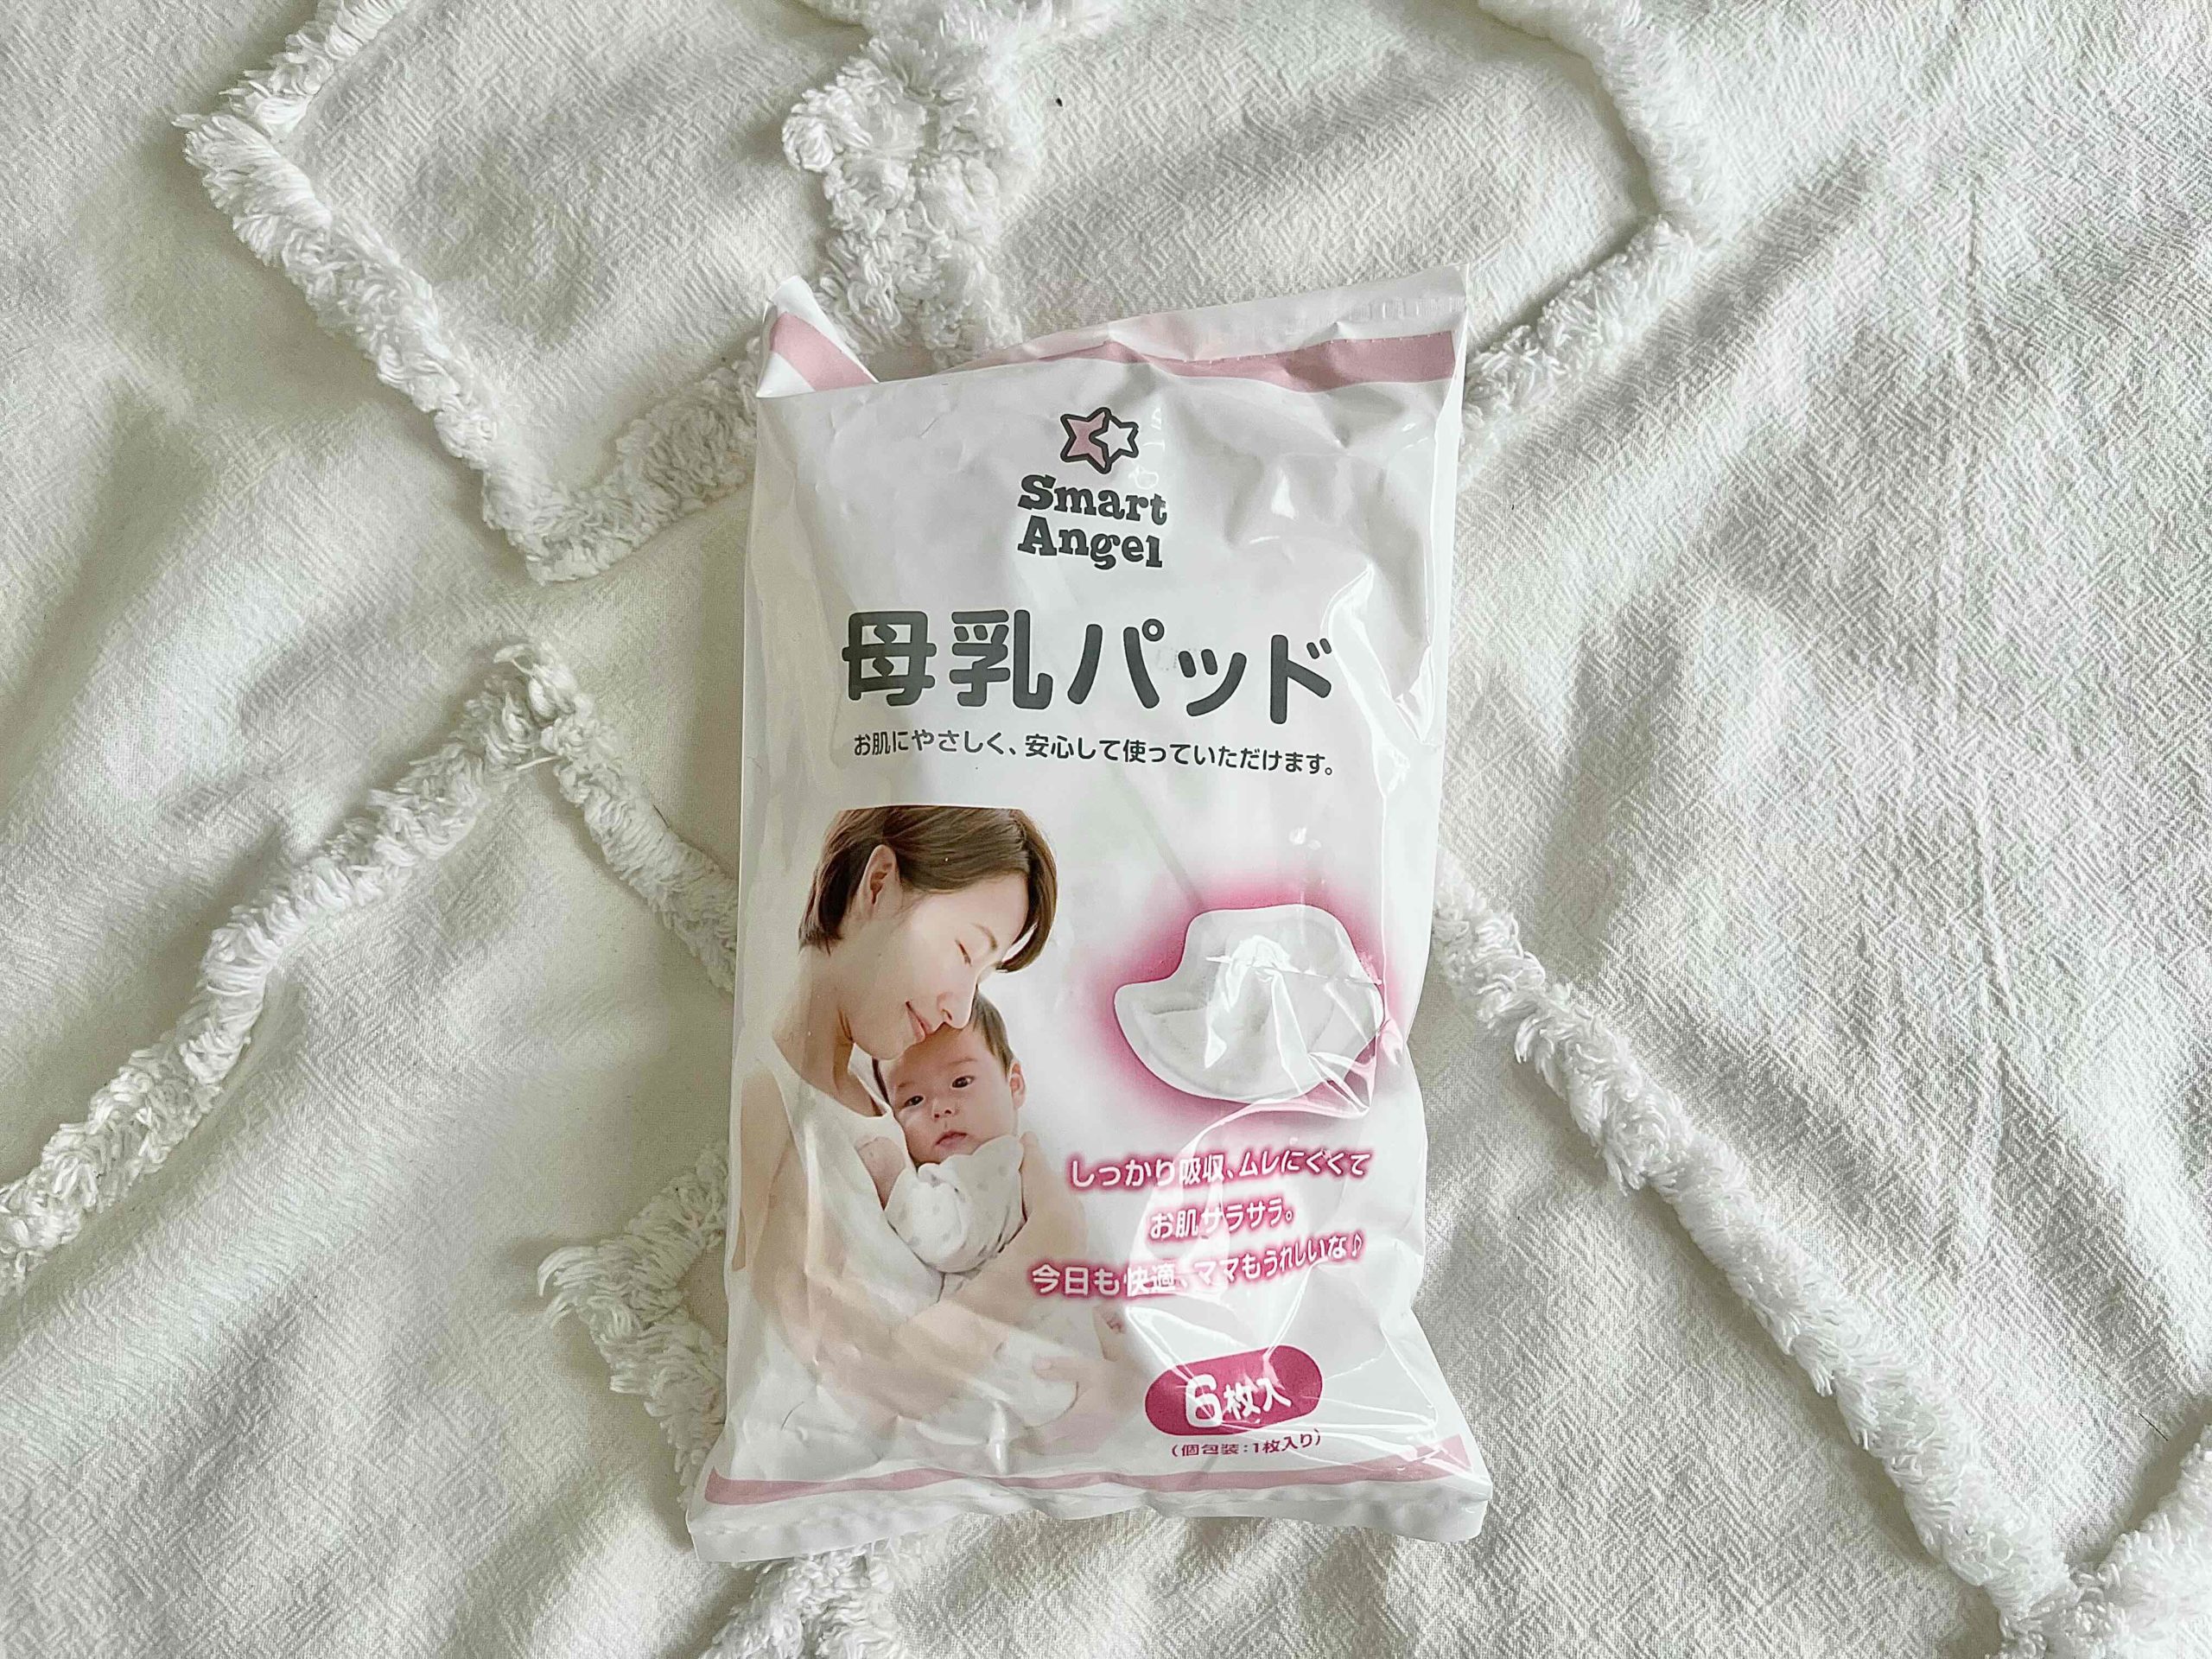 Smart
Angel
母乳パッド
お肌にやさしく、安心して使っていただけます。
しっかり吸収、ムレにくくて
お肌サラサラ。
今日も快適、ママもうれしいな♪
6枚入
(個包装:1枚入り)